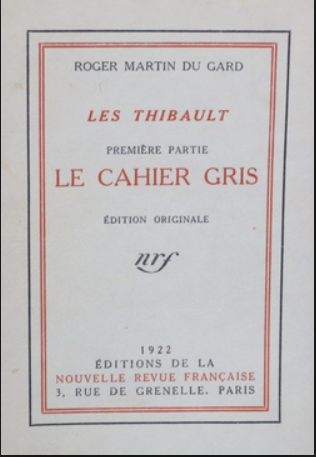 ROGER MARTIN DU GARD
LES THIBAULT
PREMIÈRE PARTIE
LE CAHIER GRIS
ÉDITION ORIGINALE
nrf
1922
ÉDITIONS DE LA
NOUVELLE REVUE FRANÇAISE
3, RUE DE GRENELLE. PARIS